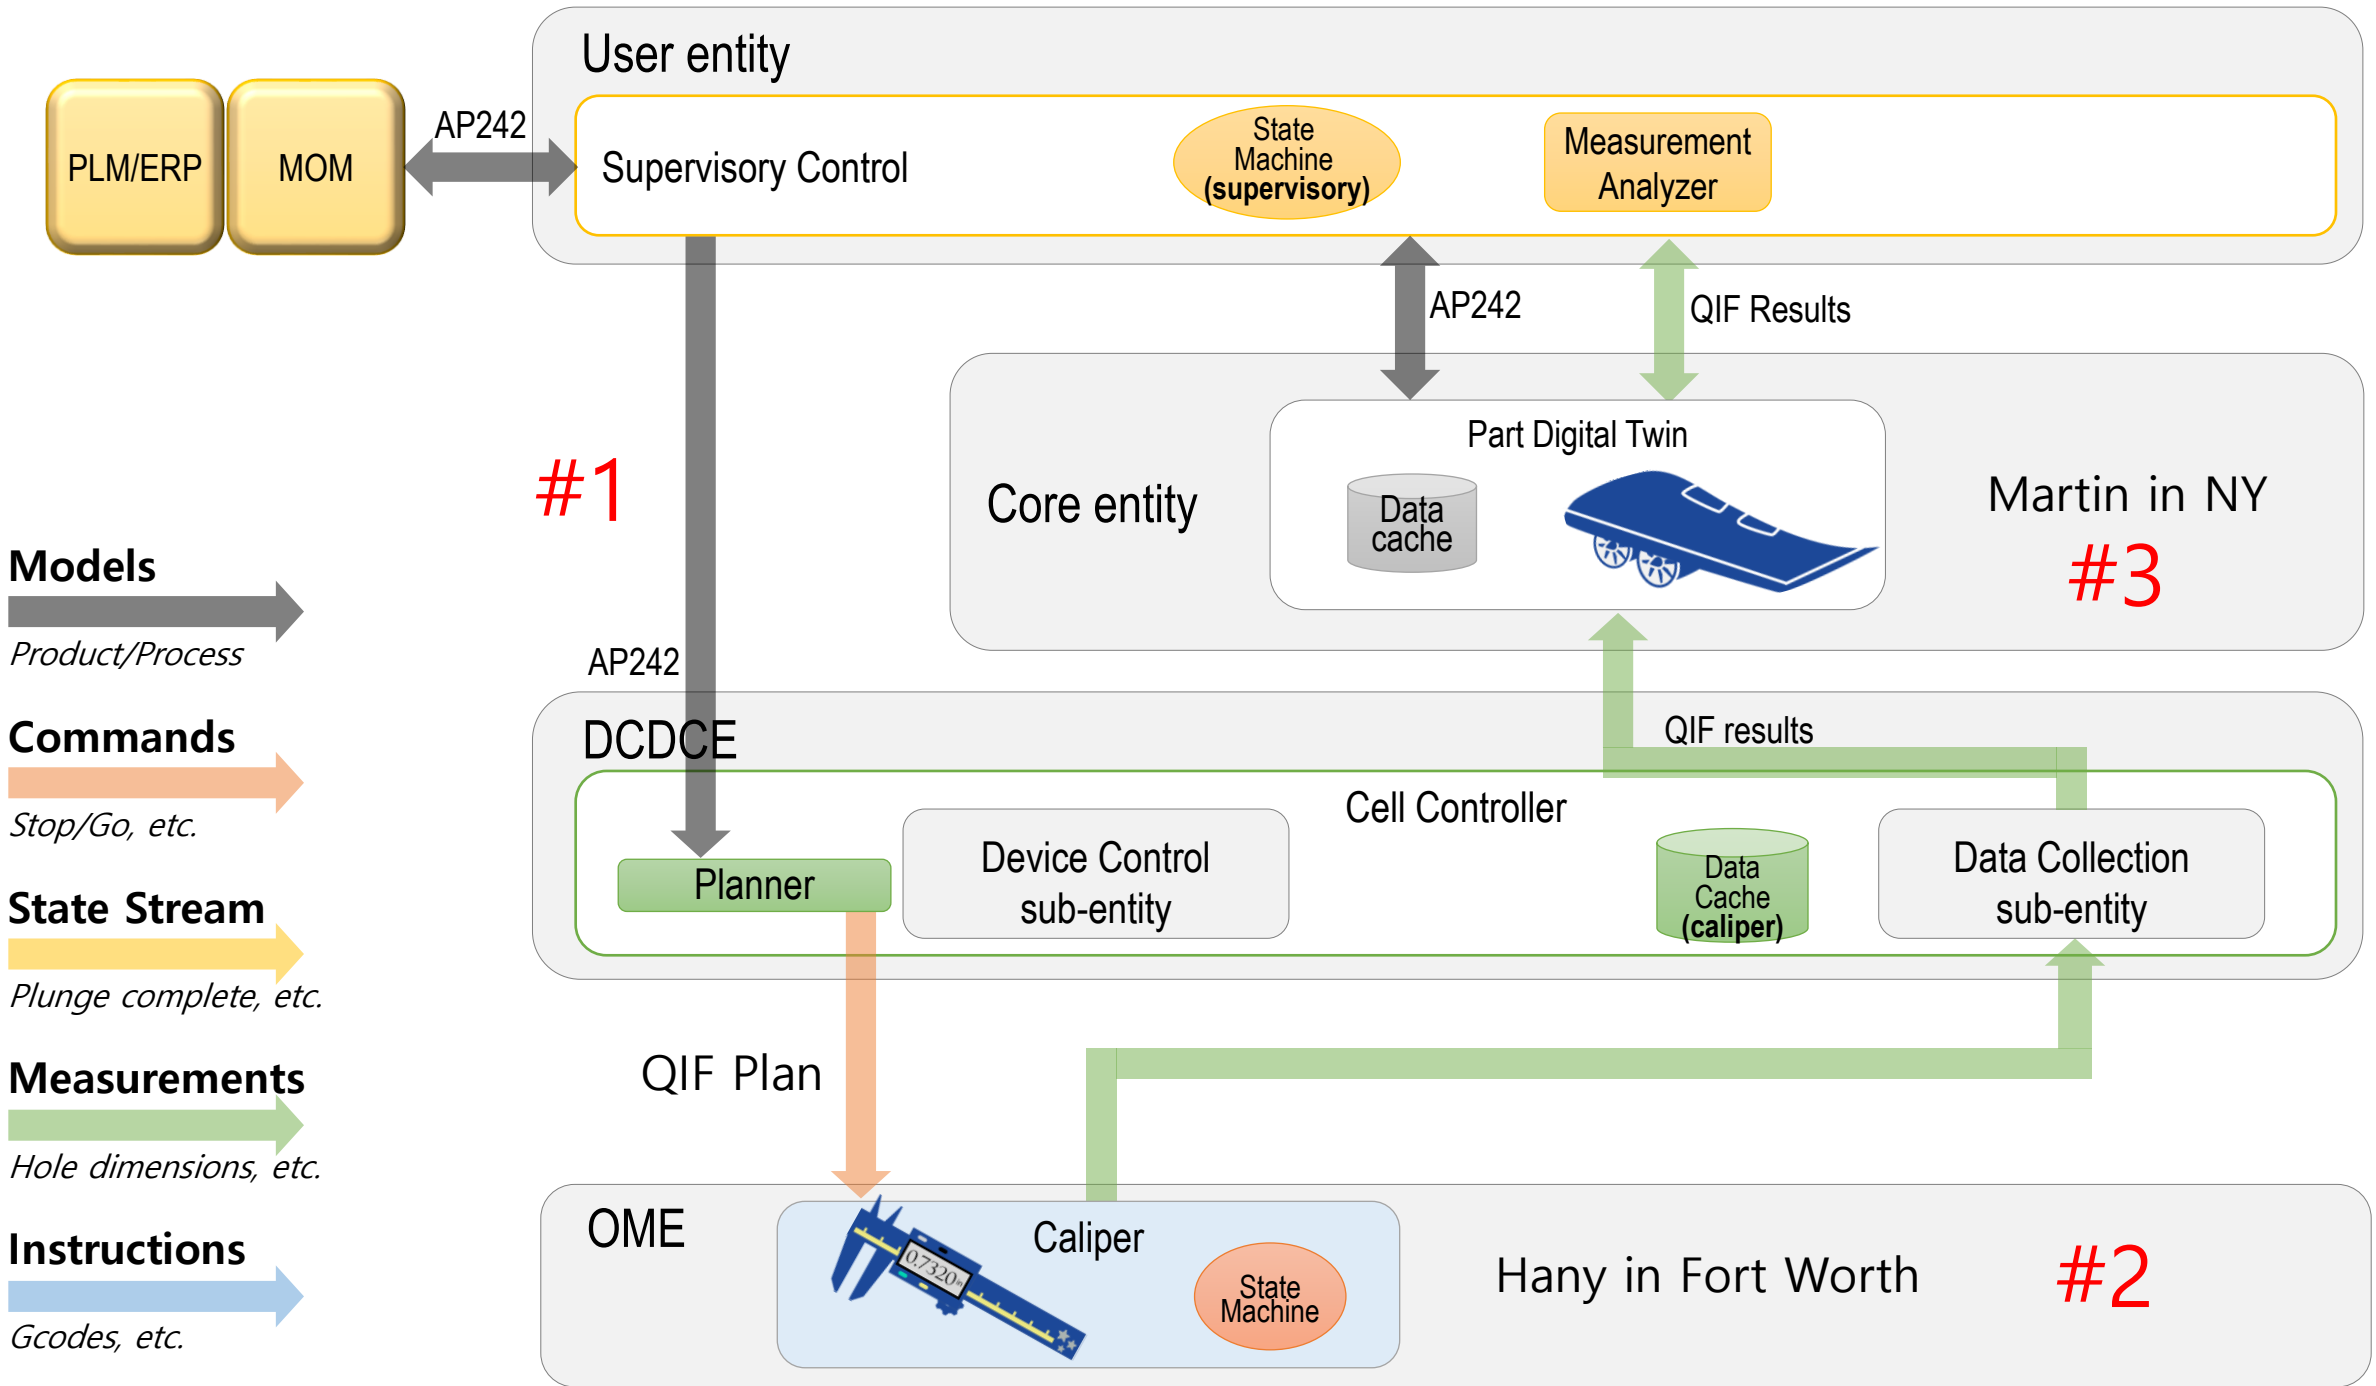 User entity
PLM/ERP
MOM
AP242
Supervisory Control
State
Machine
(supervisory)
Measurement
Analyzer
AP242
QIF Results
#1
Core entity
Part Digital Twin
Data
cache
Martin in NY
#3
Models
Product/Process
AP242
Commands
Stop/Go, etc.
DCDCE
QIF results
Cell Controller
Planner
Device Control
sub-entity
Data
Cache
(caliper)
Data Collection
sub-entity
State Stream
Plunge complete, etc.
QIF Plan
Measurements
Hole dimensions, etc.
OME
Caliper
0.7320 in
State
Machine
Hany in Fort Worth
#2
Instructions
Gcodes, etc.